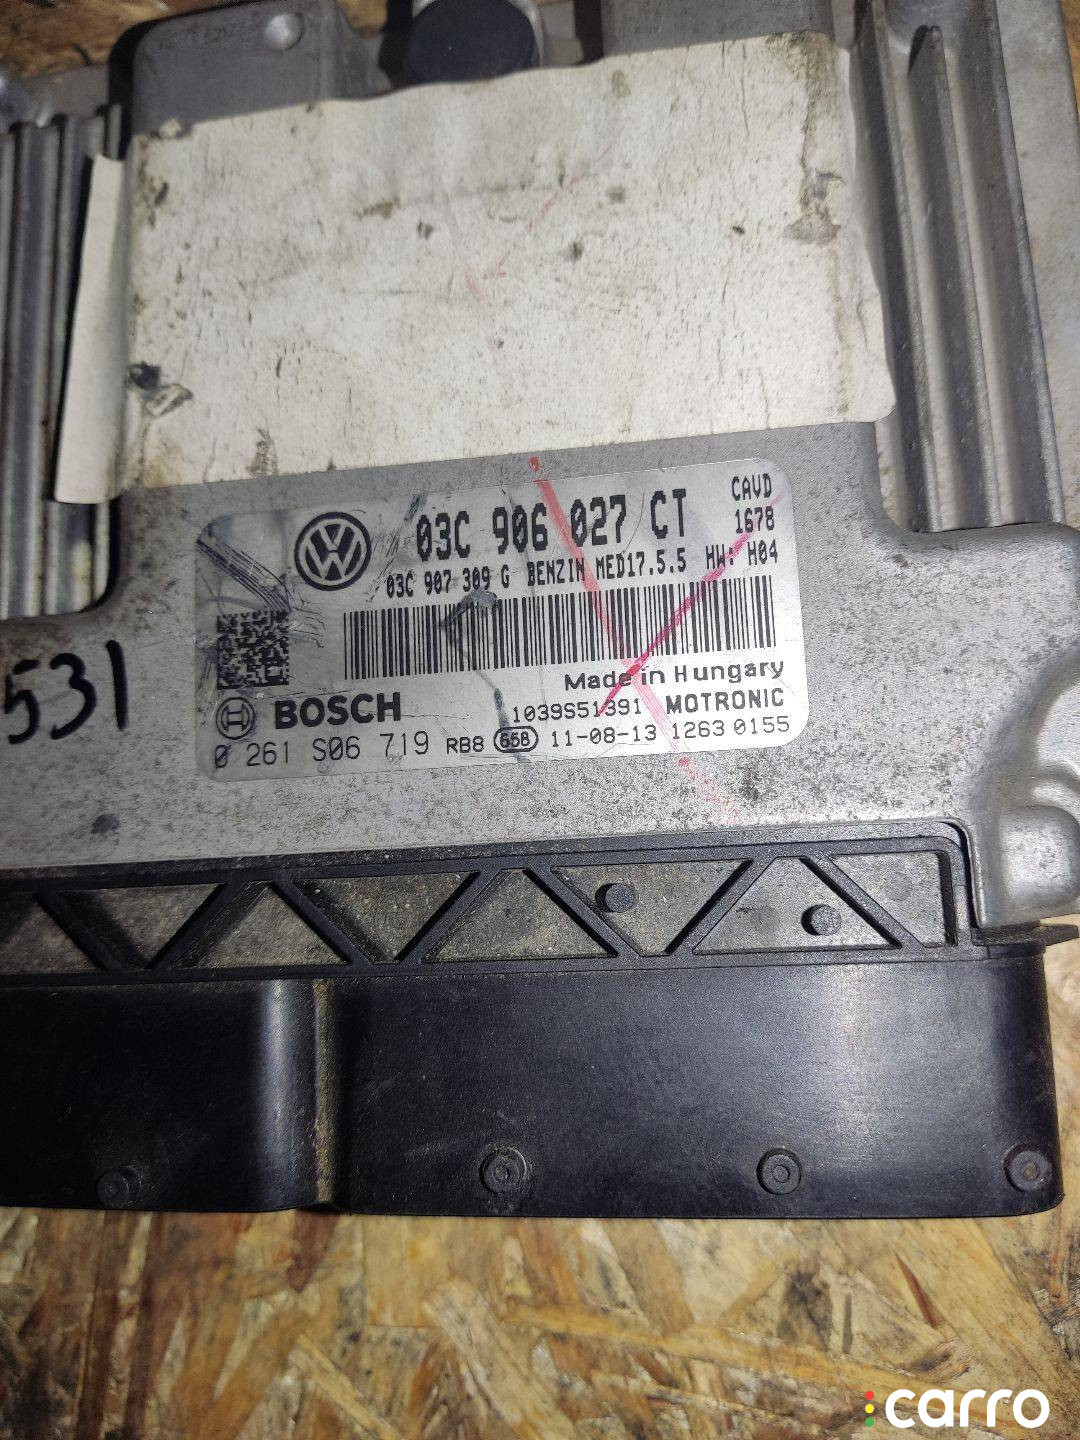 03C 906 027 CT CAVD
1678
03C 907 309 G BENZIN MED17.5.5 HW: H04
Made in Hungary
BOSCH 1039S51391 MOTRONIC
0 261 S06 719 RB8 658 11-08-13 1263 0155
531
carro